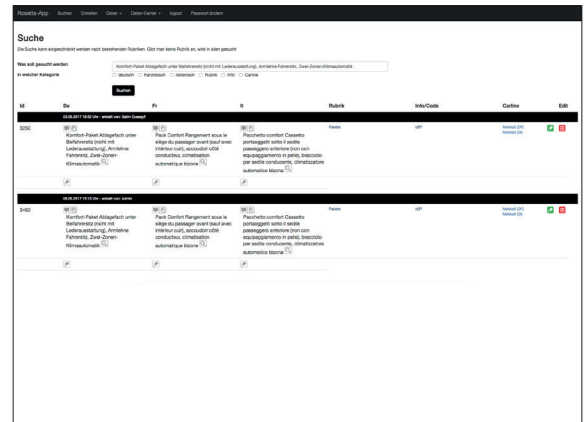 Rosetta-App Suchen Erstellen Daten Daten-Center logout Passwort ändern
Suche
Die Suche kann eingeschränkt werden nach bestehenden Rubriken. Gibt man keine Rubrik an, wird in allen gesucht
Was soll gesucht werden
Komfort-Paket Ablagefach unter Beifahrersitz (nicht mit Lederausstattung), Armlehne Fahrersitz, Zwei-Zonen-Klimaautomatik
In welcher Kategorie deutsch französisch italienisch Rubrik Info Carline
Suchen
Id De Fr It Rubrik Info/Code Carline Edit
3250
Komfort-Paket Ablagefach unter
Beifahrersitz (nicht mit
Lederausstattung), Armlehne
Fahrersitz, Zwei-Zonen-
Klimaautomatik
Pack Confort Rangement sous le
siège du passager avant (sauf avec
intérieur cuir), accoudoir côté
conducteur, climatisation
automatique bizone
Pacchetto comfort Cassetto
portaoggetti sotto il sedile
passeggero anteriore (non con
equipaggiamento in pelle), bracciolo
per sedile conducente, climatizzatore
automatico bizona
Pakete
3462
Komfort-Paket Ablagefach unter
Beifahrersitz (nicht mit
Lederausstattung), Armlehne
Fahrersitz, Zwei-Zonen-
Klimaautomatik
Pack Confort Rangement sous le
siège du passager avant (sauf avec
intérieur cuir), accoudoir côté
conducteur, climatisation
automatique bizone
Pacchetto comfort Cassetto
portaoggetti sotto il sedile
passeggero anteriore (non con
equipaggiamento in pelle), bracciolo
per sedile conducente, climatizzatore
automatico bizona
Pakete